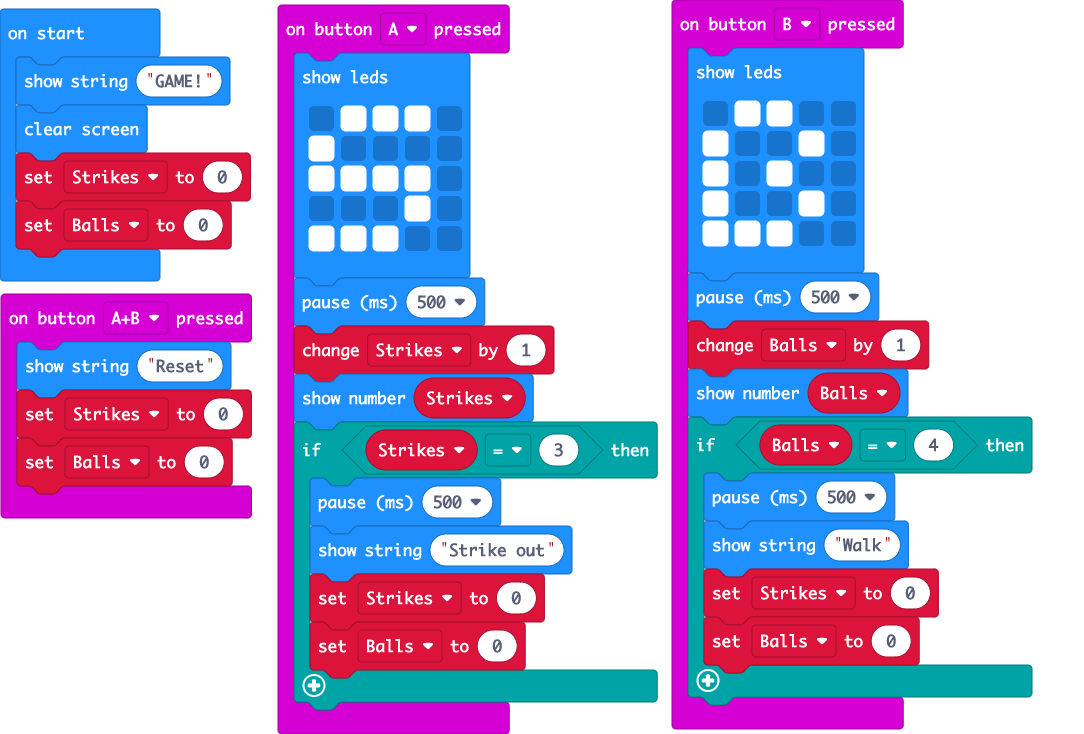 on start
show string "GAME!"
clear screen
set Strikes to 0
set Balls to 0
on button A+B pressed
show string "Reset"
set Strikes to 0
set Balls to 0
on button A pressed
show leds
pause (ms) 500
change Strikes by 1
show number Strikes
if Strikes = 3 then
pause (ms) 500
show string "Strike out"
set Strikes to 0
set Balls to 0
on button B pressed
show leds
pause (ms) 500
change Balls by 1
show number Balls
if Balls = 4 then
pause (ms) 500
show string "Walk"
set Strikes to 0
set Balls to 0